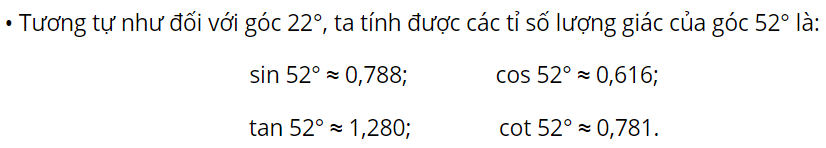 • Tương tự như đối với góc 22°, ta tính được các tỉ số lượng giác của góc 52° là:
sin 52° ≈ 0,788; cos 52° ≈ 0,616;
tan 52° ≈ 1,280; cot 52° ≈ 0,781.